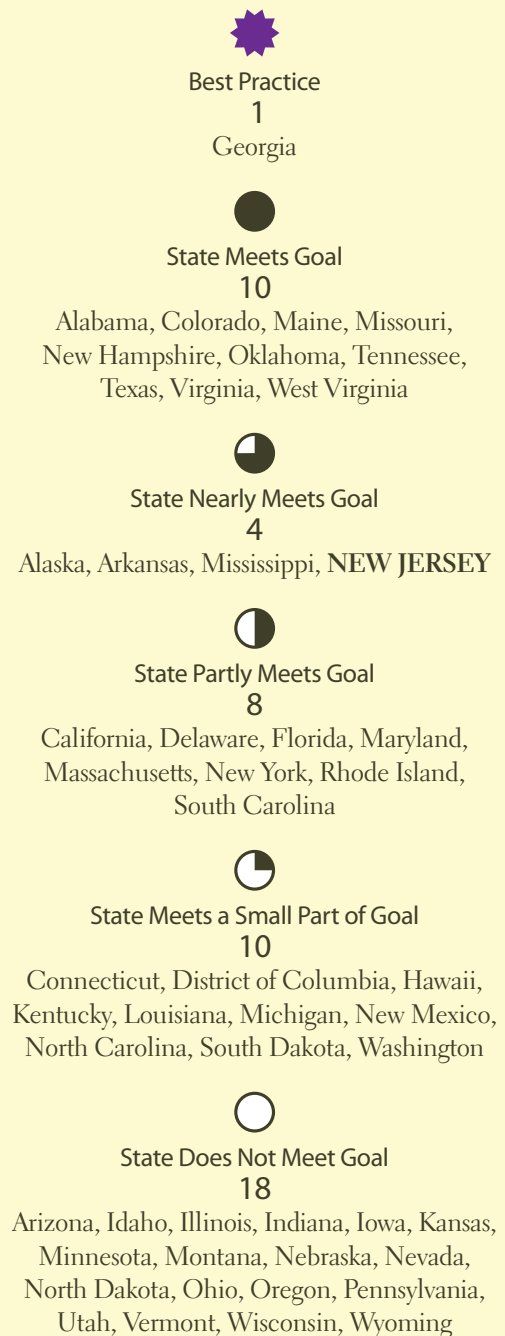 Best Practice
1
Georgia
State Meets Goal
10
Alabama, Colorado, Maine, Missouri,
New Hampshire, Oklahoma, Tennessee,
Texas, Virginia, West Virginia
State Nearly Meets Goal
4
Alaska, Arkansas, Mississippi, NEW JERSEY
State Partly Meets Goal
8
California, Delaware, Florida, Maryland,
Massachusetts, New York, Rhode Island,
South Carolina
State Meets a Small Part of Goal
10
Connecticut, District of Columbia, Hawaii,
Kentucky, Louisiana, Michigan, New Mexico,
North Carolina, South Dakota, Washington
State Does Not Meet Goal
18
Arizona, Idaho, Illinois, Indiana, Iowa, Kansas,
Minnesota, Montana, Nebraska, Nevada,
North Dakota, Ohio, Oregon, Pennsylvania,
Utah, Vermont, Wisconsin, Wyoming